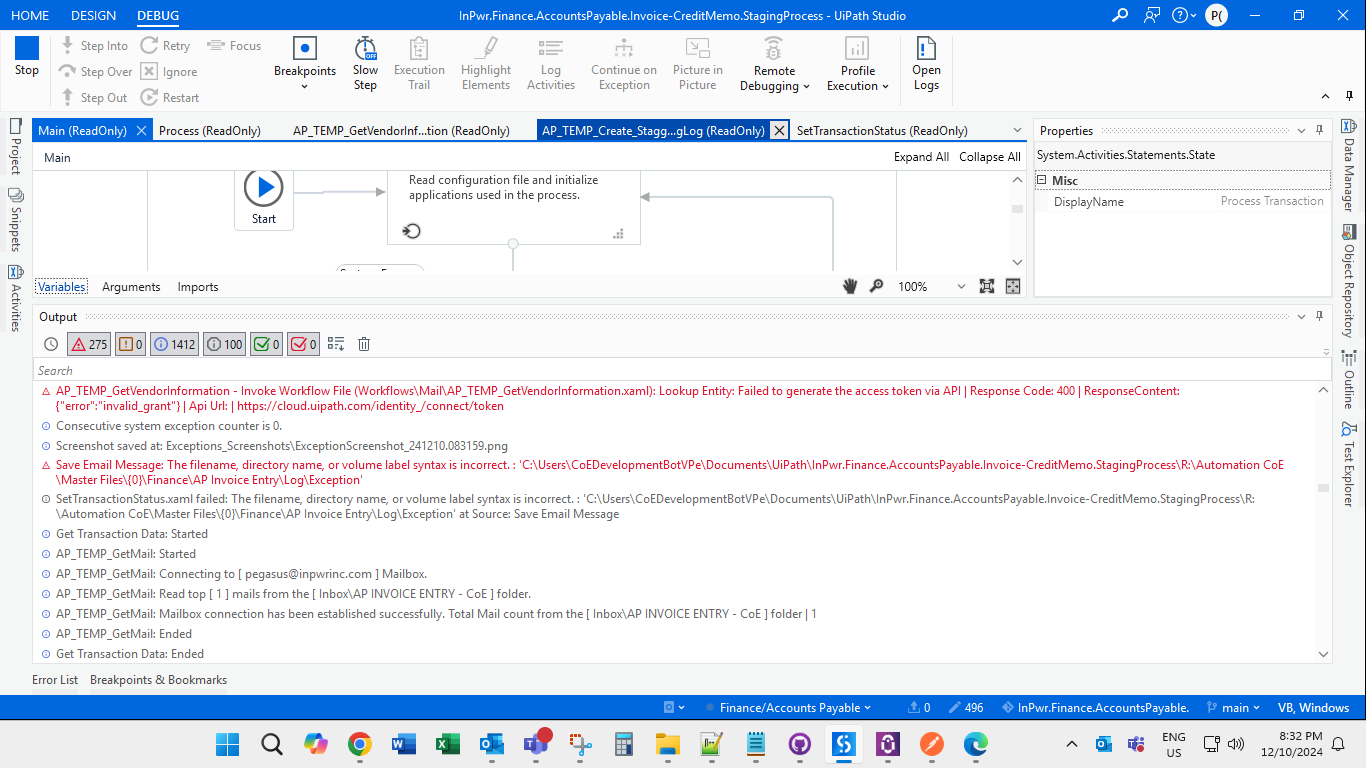 HOME
DESIGN
DEBUG
InPwr.Finance.AccountsPayable.Invoice-CreditMemo.StagingProcess - UiPath Studio
P(
Stop
Step Into
Step Over
Step Out
Retry
Ignore
Restart
Focus
Breakpoints
Slow
Step
OFF
Execution
Trail
Highlight
Elements
Log
Activities
Continue on
Exception
Picture in
Picture
Remote
Debugging
Profile
Execution
Open
Logs
Main (ReadOnly)
Process (ReadOnly)
AP_TEMP_GetVendorInf...tion (ReadOnly)
AP_TEMP_Create_Stagg...gLog (ReadOnly)
SetTransactionStatus (ReadOnly)
Project
Snippets
Activities
Main
Expand All
Collapse All
Start
Read configuration file and initialize
applications used in the process.
Variables
Arguments
Imports
100%
Properties
System.Activities.Statements.State
Misc
DisplayName
Process Transaction
Data Manager
Object Repository
Outline
Test Explorer
Output
275
0
1412
100
0
0
Search
AP_TEMP_GetVendorInformation - Invoke Workflow File (Workflows\Mail\AP_TEMP_GetVendorInformation.xaml): Lookup Entity: Failed to generate the access token via API | Response Code: 400 | ResponseContent:
{"error":"invalid_grant"} | Api Url: | https://cloud.uipath.com/identity_/connect/token
Consecutive system exception counter is 0.
Screenshot saved at: Exceptions_Screenshots\ExceptionScreenshot_241210.083159.png
Save Email Message: The filename, directory name, or volume label syntax is incorrect. : 'C:\Users\CoEDevelopmentBotVPe\Documents\UiPath\InPwr.Finance.AccountsPayable.Invoice-CreditMemo.StagingProcess\R:\Automation CoE
\Master Files\{0}\Finance\AP Invoice Entry\Log\Exception'
SetTransactionStatus.xaml failed: The filename, directory name, or volume label syntax is incorrect. : 'C:\Users\CoEDevelopmentBotVPe\Documents\UiPath\InPwr.Finance.AccountsPayable.Invoice-CreditMemo.StagingProcess\R:
\Automation CoE\Master Files\{0}\Finance\AP Invoice Entry\Log\Exception' at Source: Save Email Message
Get Transaction Data: Started
AP_TEMP_GetMail: Started
AP_TEMP_GetMail: Connecting to [ pegasus@inpwrinc.com ] Mailbox.
AP_TEMP_GetMail: Read top [ 1 ] mails from the [ Inbox\AP INVOICE ENTRY - CoE ] folder.
AP_TEMP_GetMail: Mailbox connection has been established successfully. Total Mail count from the [ Inbox\AP INVOICE ENTRY - CoE ] folder | 1
AP_TEMP_GetMail: Ended
Get Transaction Data: Ended
Error List
Breakpoints & Bookmarks
Finance/Accounts Payable
0
496
InPwr.Finance.AccountsPayable.
main
VB, Windows
ENG
US
8:32 PM
12/10/2024